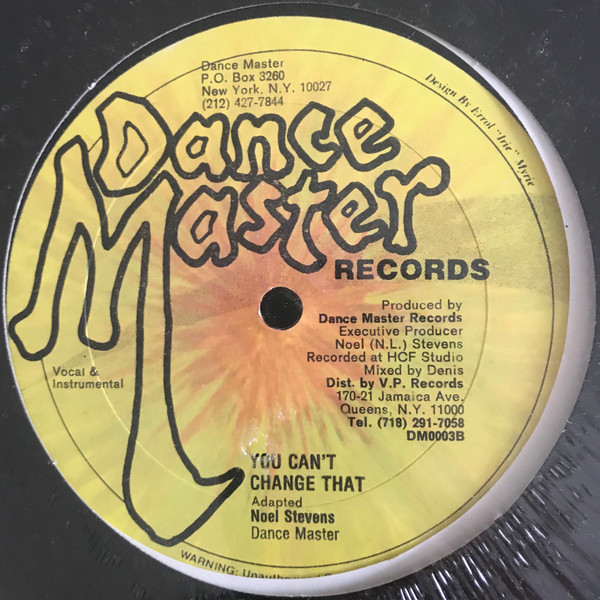 Dance Master
P.O. Box 3260
New York, N.Y. 10027
(212) 427-7844
Design By Errol "Irie" Myrie
Dance
Master
RECORDS
Produced by
Dance Master Records
Executive Producer
Noel (N.L.) Stevens
Recorded at HCF Studio
Mixed by Denis
Dist. by V.P. Records
170-21 Jamaica Ave.
Queens, N.Y. 11000
Tel. (718) 291-7058
DM0003B
Vocal &
Instrumental
YOU CAN'T
CHANGE THAT
Adapted
Noel Stevens
Dance Master
WARNING: